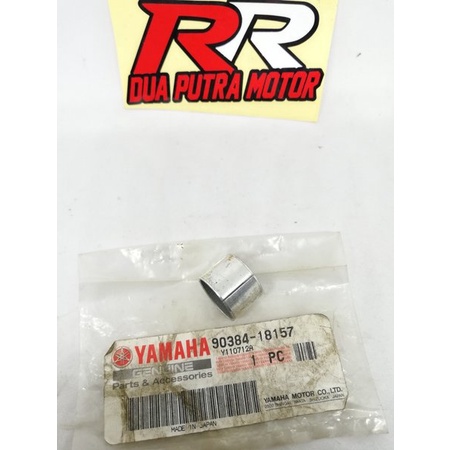 RR
DUA PUTRA MOTOR
YAMAHA
90384-18157
V110712A
GENUINE
1 PC
Parts & Accessories
YAMAHA MOTOR CO., LTD.
MADE IN JAPAN